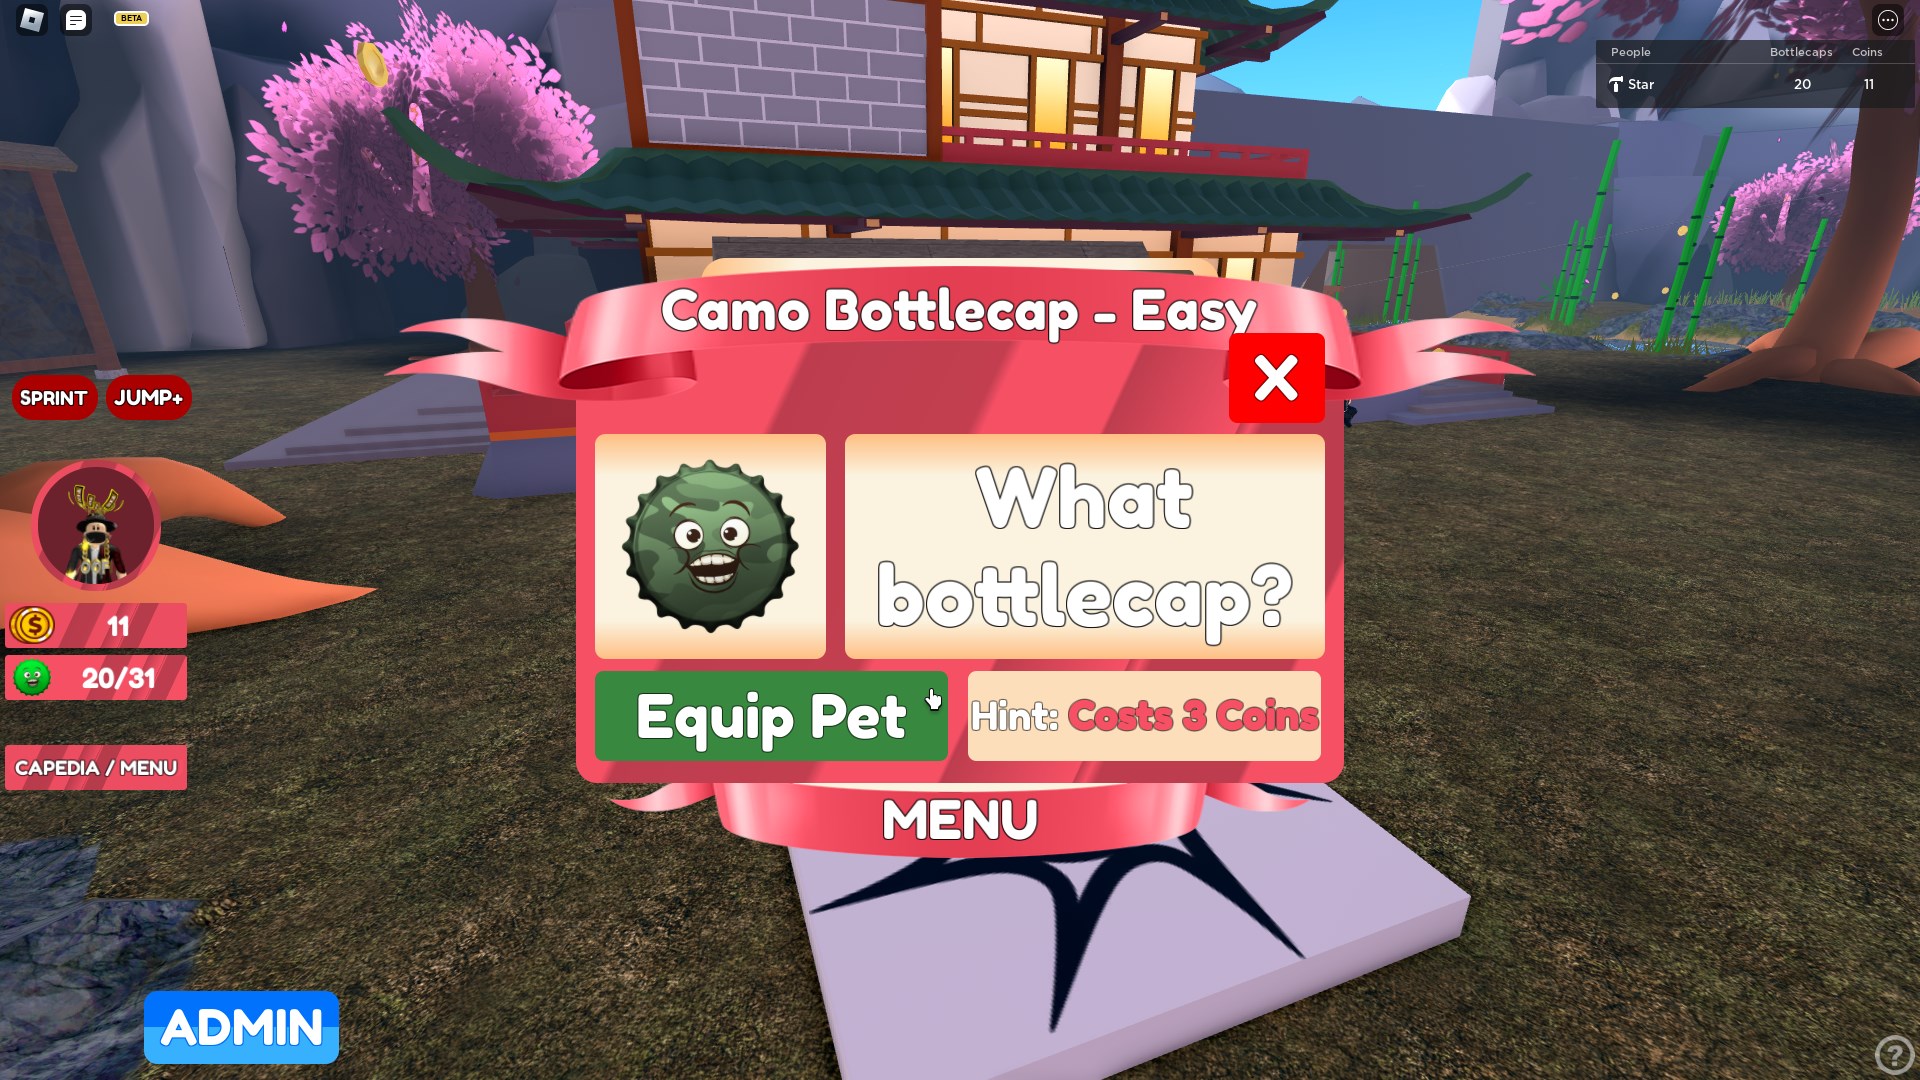 BETA
People Bottlecaps Coins
Star 20 11
Camo Bottlecap - Easy
X
SPRINT JUMP+
What
bottlecap?
11
20/31
Equip Pet
Hint: Costs 3 Coins
CAPEDIA / MENU
MENU
ADMIN
?